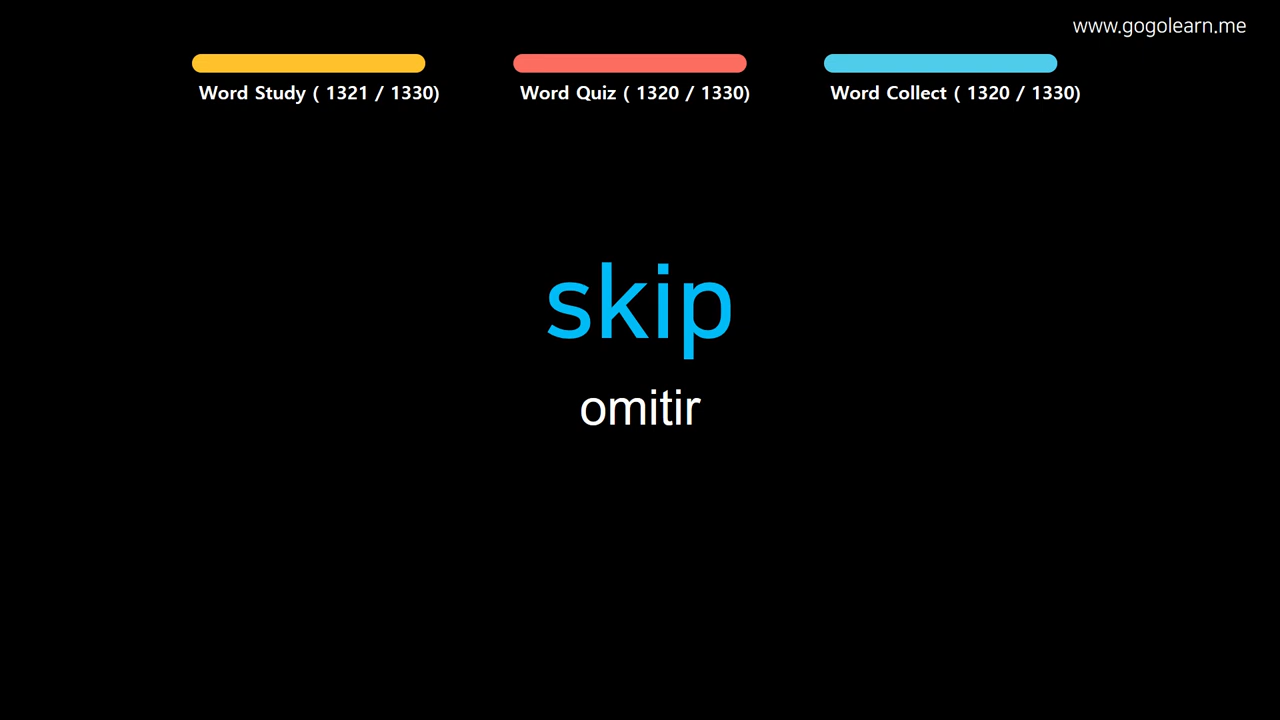 www.gogolearn.me
Word Study ( 1321 / 1330)
Word Quiz ( 1320 / 1330)
Word Collect ( 1320 / 1330)
skip
omitir